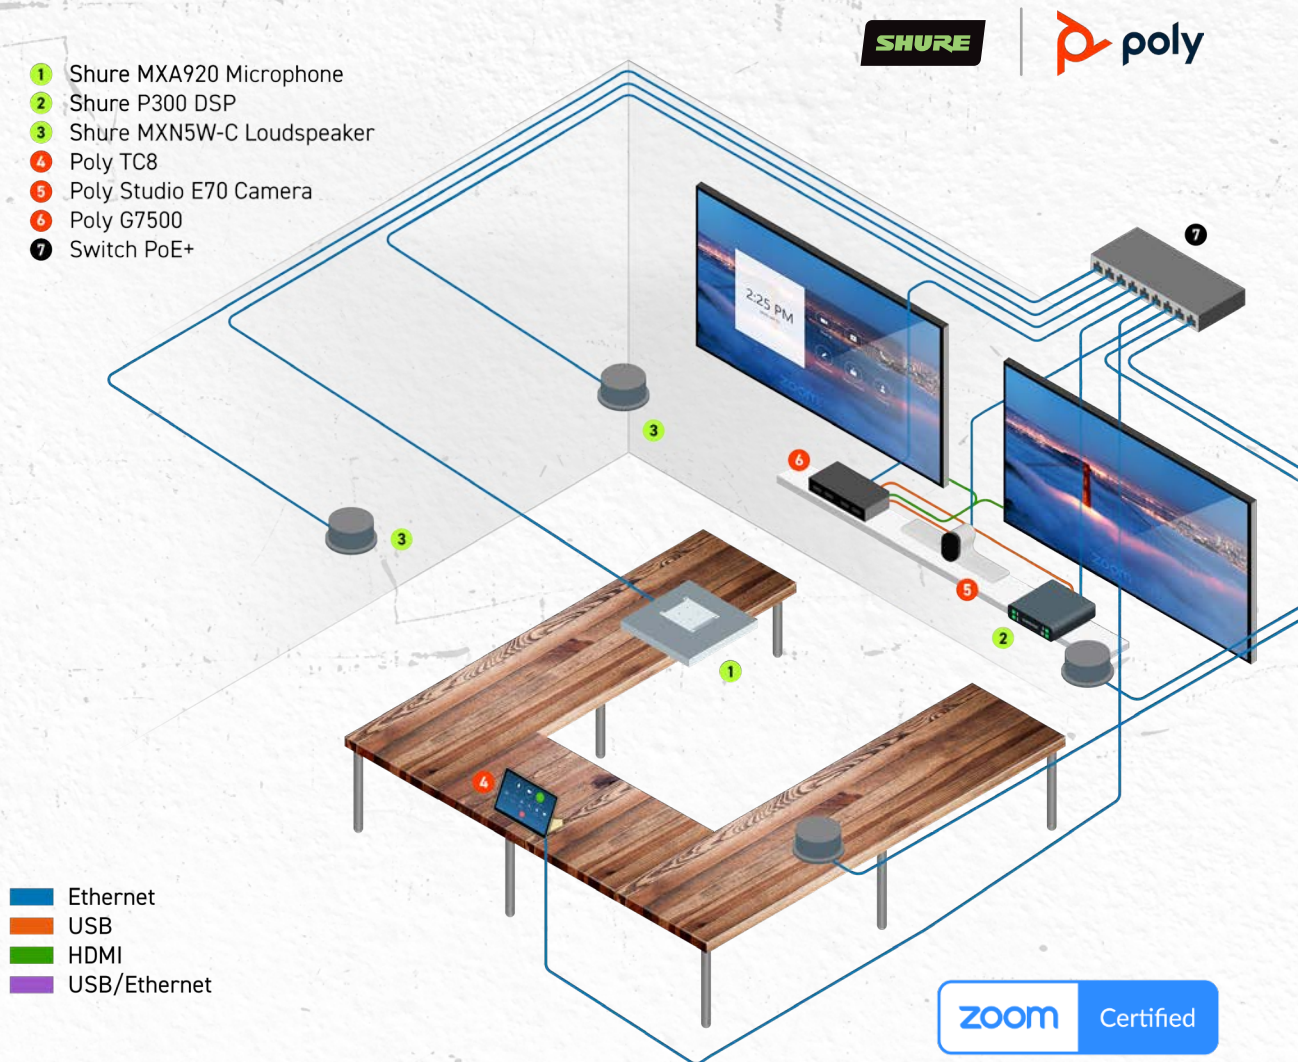 SHURE
poly
1 Shure MXA920 Microphone
2 Shure P300 DSP
3 Shure MXN5W-C Loudspeaker
4 Poly TC8
5 Poly Studio E70 Camera
6 Poly G7500
7 Switch PoE+
7
2:25 PM
zoom
3
6
3
zoom
5
2
1
4
Ethernet
USB
HDMI
USB/Ethernet
zoom Certified